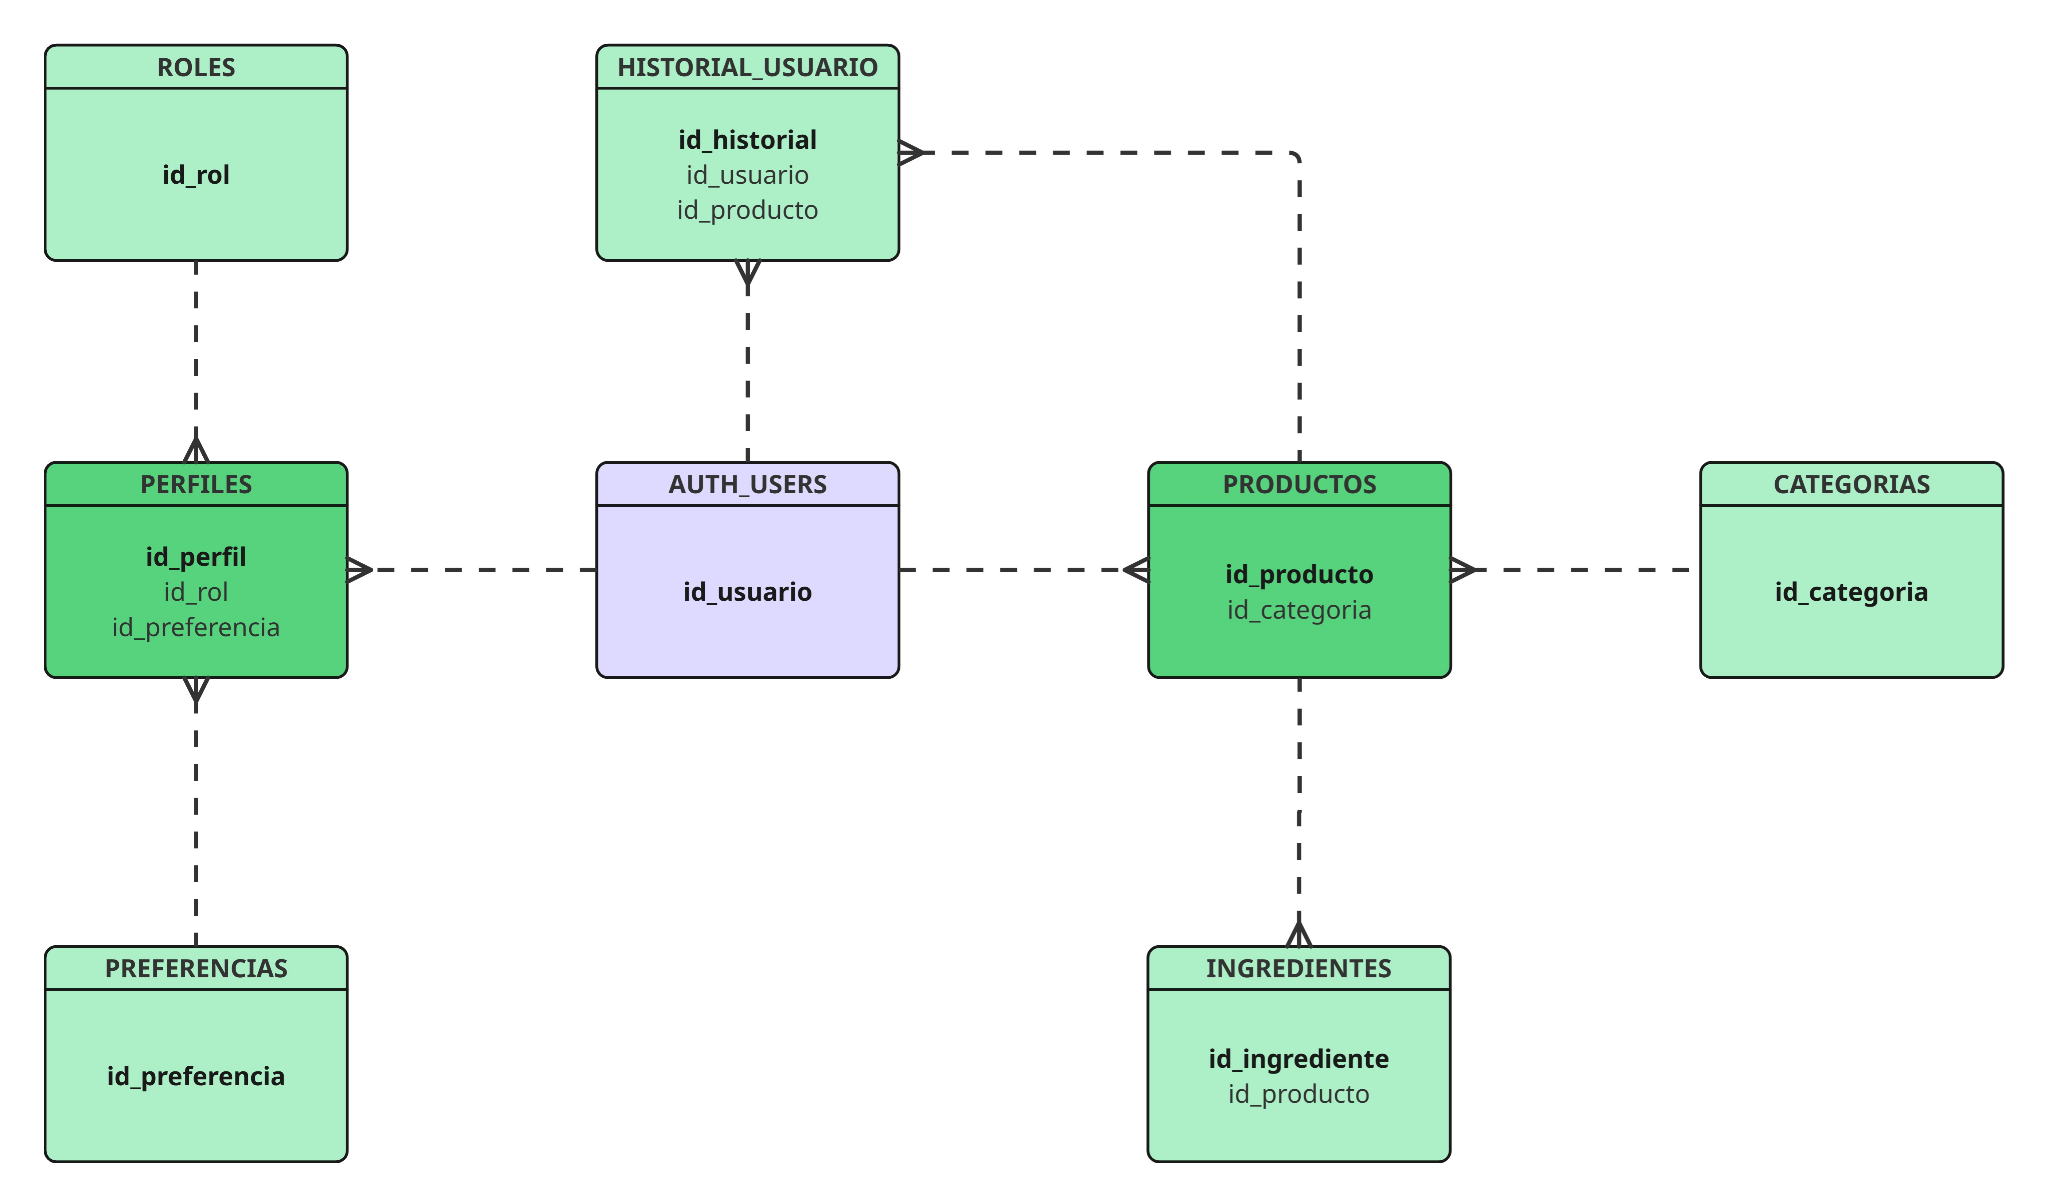 ROLES
id_rol
HISTORIAL_USUARIO
id_historial
id_usuario
id_producto
PERFILES
id_perfil
id_rol
id_preferencia
AUTH_USERS
id_usuario
PRODUCTOS
id_producto
id_categoria
CATEGORIAS
id_categoria
PREFERENCIAS
id_preferencia
INGREDIENTES
id_ingrediente
id_producto